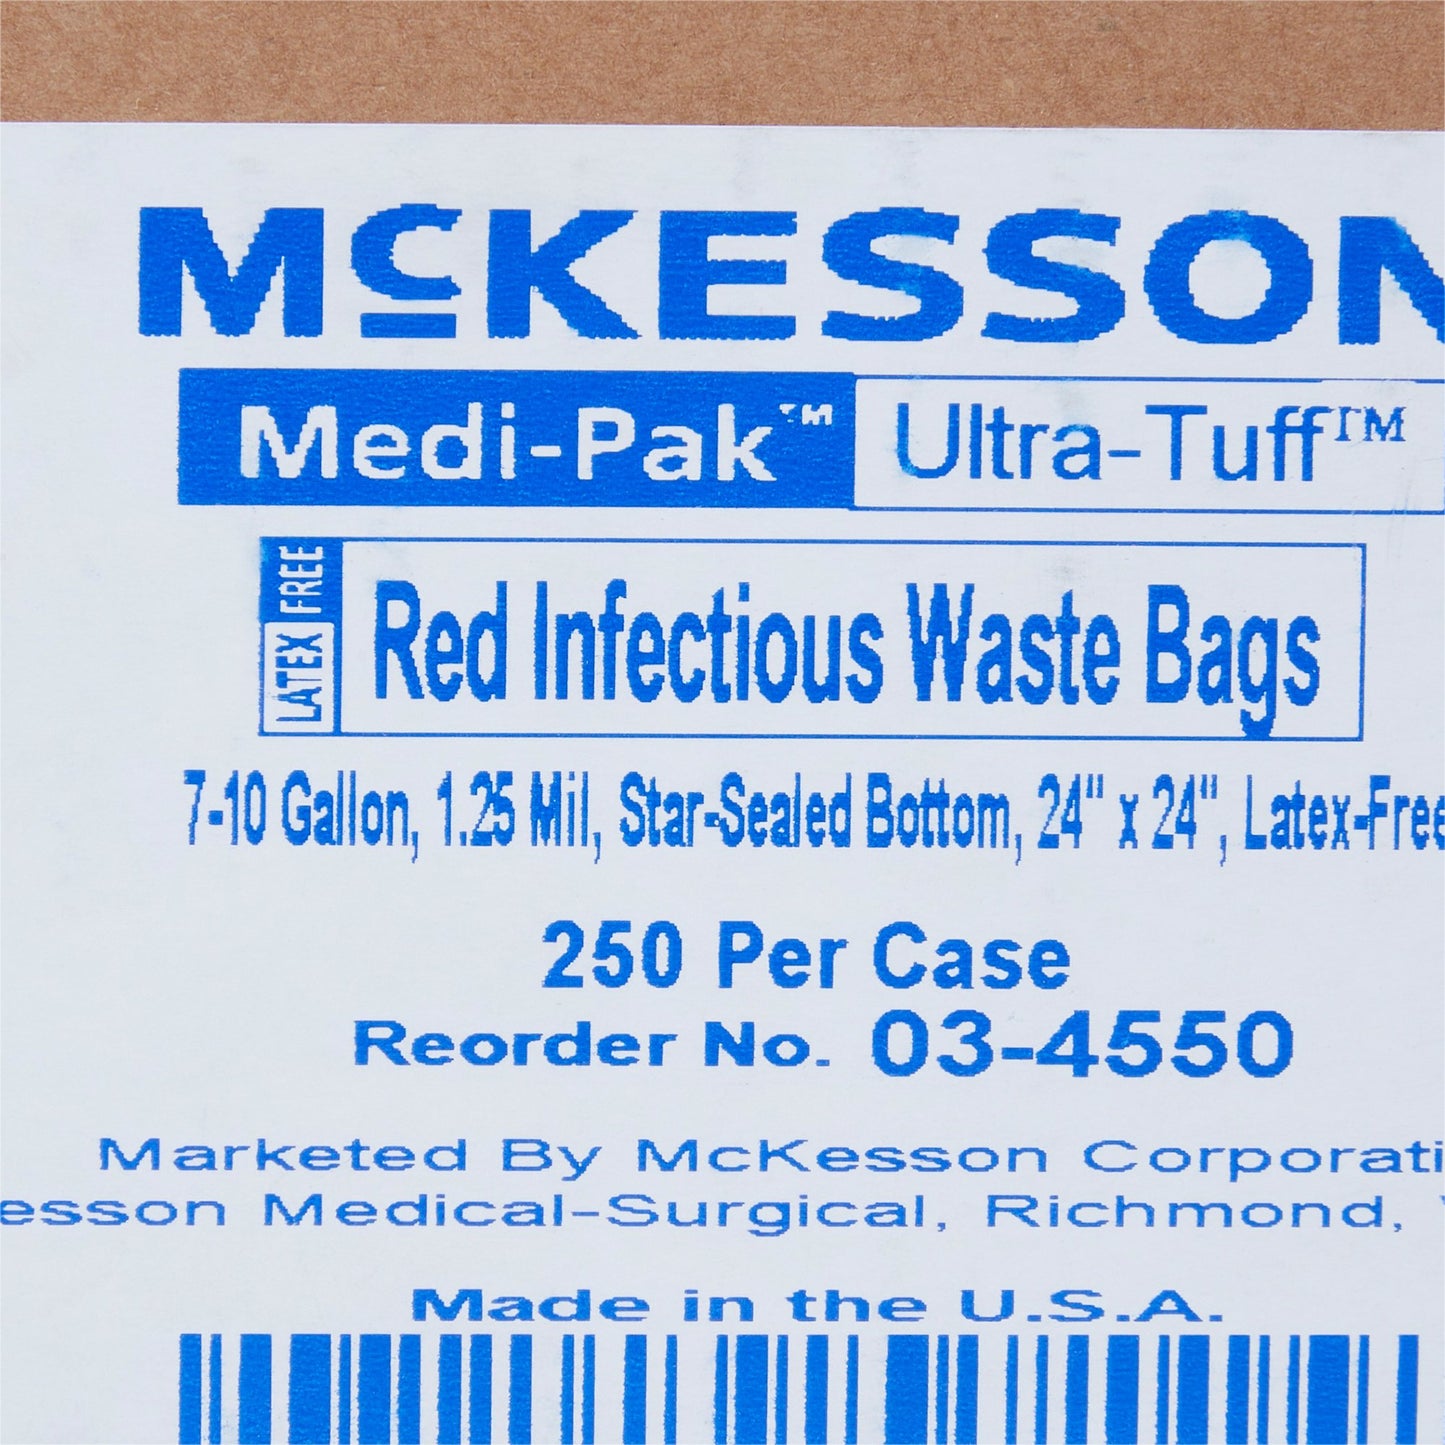 McKESSON
Medi-Pak™ Ultra-Tuff™
LATEX FREE
Red Infectious Waste Bags
7-10 Gallon, 1.25 Mil, Star-Sealed Bottom, 24" x 24", Latex-Free
250 Per Case
Reorder No. 03-4550
Marketed By McKesson Corporati
esson Medical-Surgical, Richmond,
Made in the U.S.A.